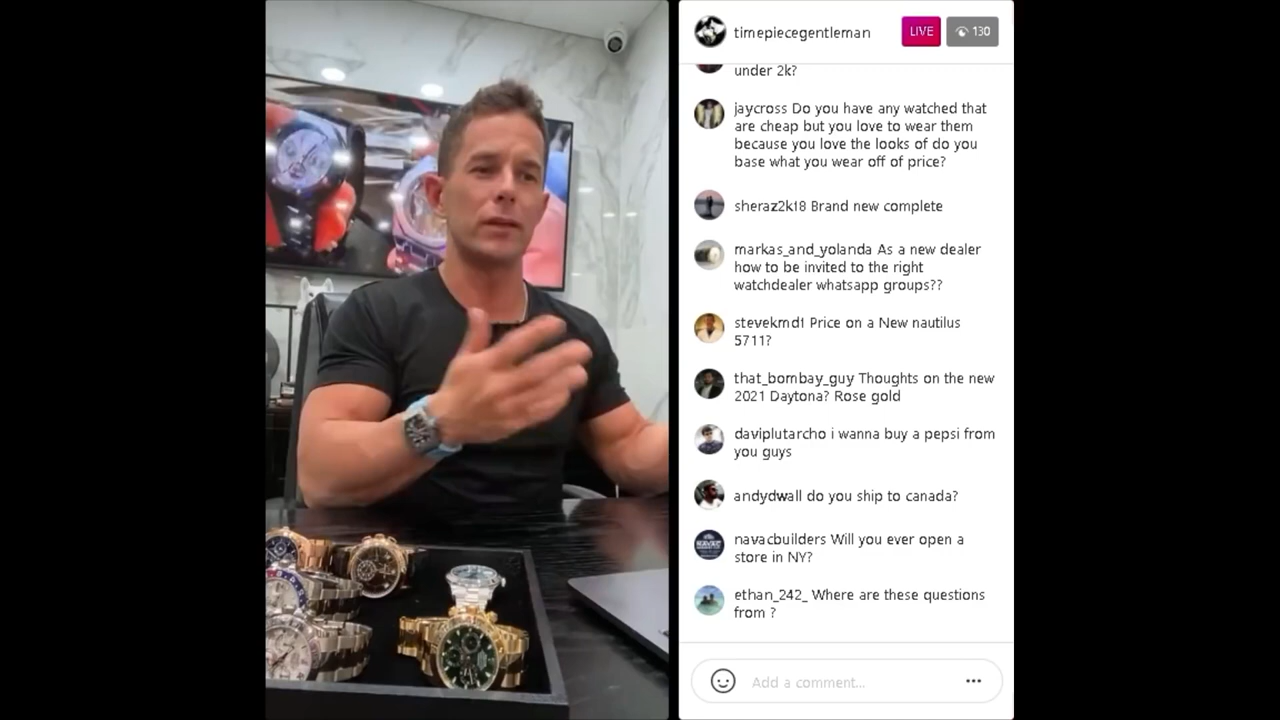 timepiecegentleman
LIVE
130
under 2k?
jaycross Do you have any watched that
are cheap but you love to wear them
because you love the looks of do you
base what you wear off of price?
sheraz2k18 Brand new complete
markas_and_yolanda As a new dealer
how to be invited to the right
watchdealer whatsapp groups??
stevekmd1 Price on a New nautilus
5711?
that_bombay_guy Thoughts on the new
2021 Daytona? Rose gold
daviplutarcho i wanna buy a pepsi from
you guys
andydwall do you ship to canada?
navacbuilders Will you ever open a
store in NY?
ethan_242_ Where are these questions
from ?
Add a comment...